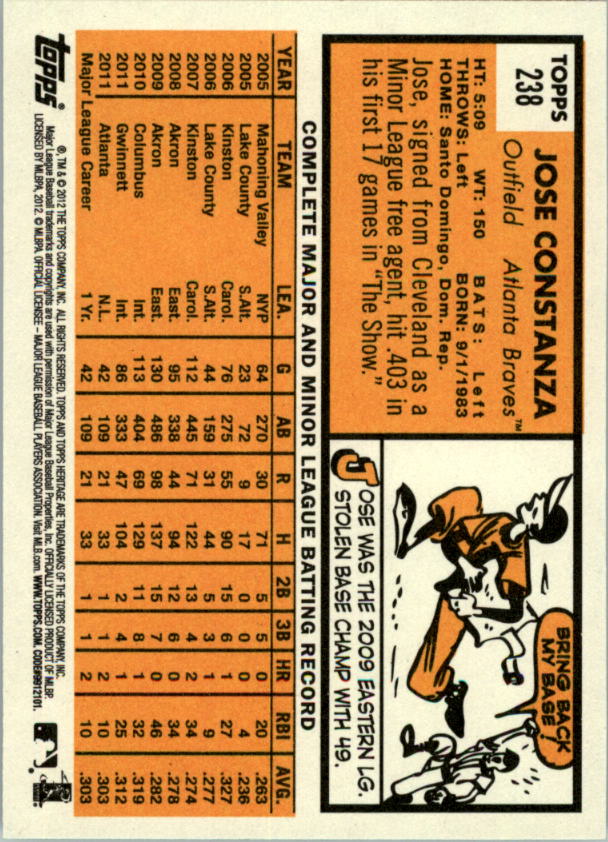 TOPPS
238
JOSE CONSTANZA
Outfield Atlanta Braves™
HT: 5:09 WT: 150 BATS: Left
THROWS: Left BORN: 9/1/1983
HOME: Santo Domingo, Dom. Rep.
Jose, signed from Cleveland as a
Minor League free agent, hit .403 in
his first 17 games in "The Show."
BRING BACK
MY BASE!
JOSE WAS THE 2009 EASTERN LG.
STOLEN BASE CHAMP WITH 49.
COMPLETE MAJOR AND MINOR LEAGUE BATTING RECORD
YEAR TEAM LEA. G AB R H 2B 3B HR RBI AVG.
2005 Mahoning Valley NYP 64 270 30 71 5 5 0 20 .263
2005 Lake County S.Alt. 23 72 9 17 0 0 0 4 .236
2006 Kinston Carol. 76 275 55 90 15 6 1 27 .327
2006 Lake County S.Alt. 44 159 31 44 5 3 1 9 .277
2007 Kinston Carol. 112 445 71 122 13 4 2 34 .274
2008 Akron East. 95 338 44 94 12 6 0 34 .278
2009 Akron East. 130 486 98 137 15 7 0 46 .282
2010 Columbus Int. 113 404 69 129 11 8 1 32 .319
2011 Gwinnett Int. 86 333 47 104 2 4 1 25 .312
2011 Atlanta N.L. 42 109 21 33 1 1 2 10 .303
Major League Career 1 Yr. 42 109 21 33 1 1 2 10 .303
topps® ®, TM & © 2012 THE TOPPS COMPANY, INC. ALL RIGHTS RESERVED. TOPPS AND TOPPS HERITAGE ARE TRADEMARKS OF THE TOPPS COMPANY, INC.
Major League Baseball trademarks and copyrights are used with permission of Major League Baseball Properties, Inc. OFFICIALLY LICENSED PRODUCT OF MLBP.
LICENSED BY MLBPA, 2012. © MLBPA. OFFICIAL LICENSEE – MAJOR LEAGUE BASEBALL PLAYERS ASSOCIATION. Visit MLB.com. WWW.TOPPS.COM. CODE#9912101.